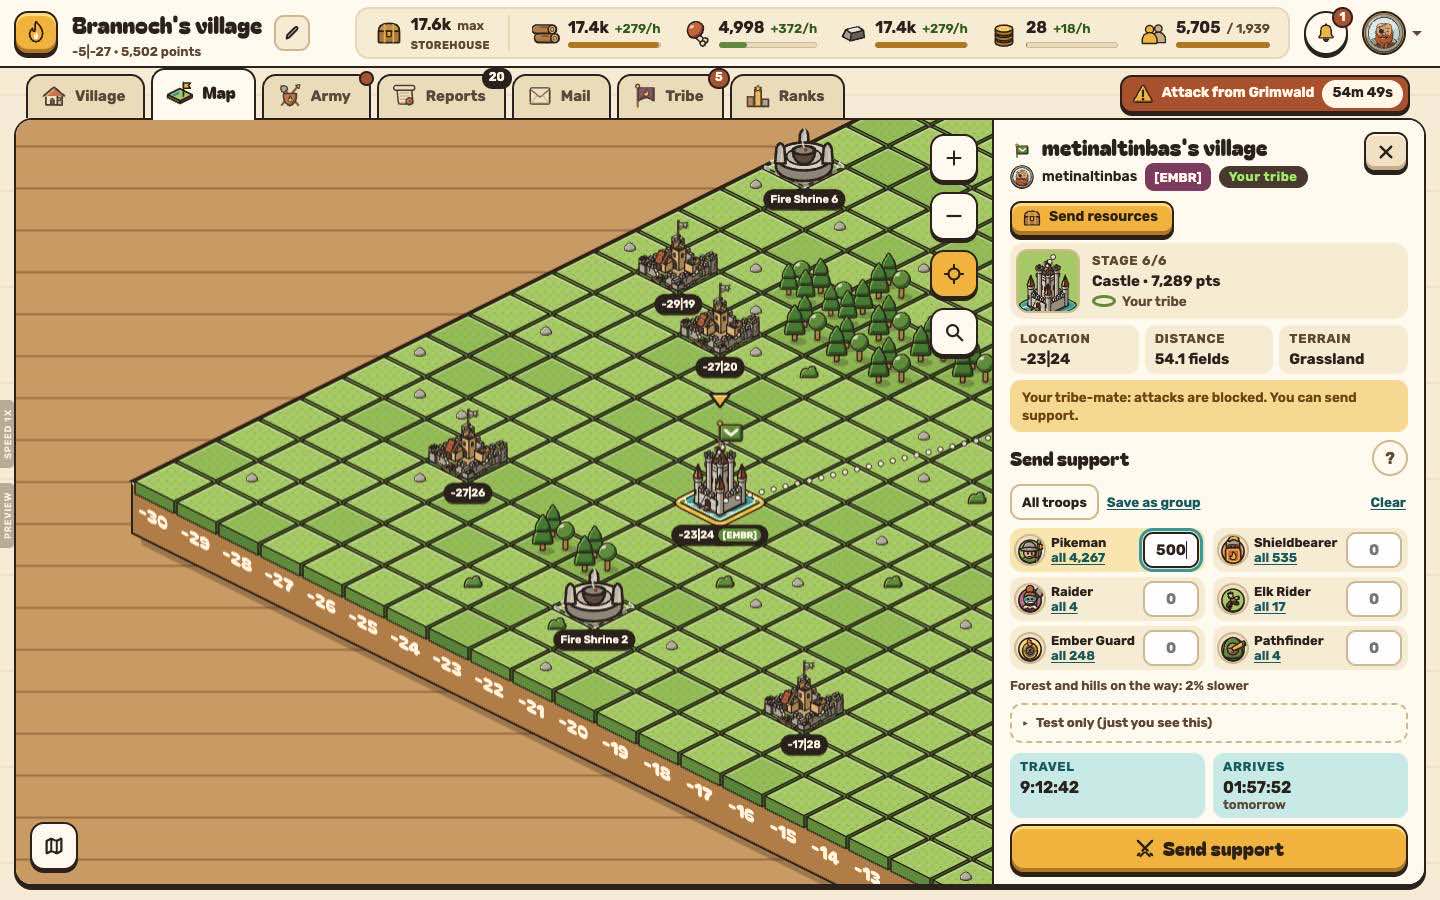 Brannoch's village
-5|-27 • 5,502 points
17.6k max
STOREHOUSE
17.4k +279/h
4,998 +372/h
17.4k +279/h
28 +18/h
5,705 / 1,939
1
Village
Map
Army
Reports
20
Mail
Tribe
5
Ranks
Attack from Grimwald
54m 49s
SPEED 1X
PREVIEW
Fire Shrine 6
-29|19
-27|20
-27|26
-23|24 [EMBR]
Fire Shrine 2
-17|28
-30
-29
-28
-27
-26
-25
-24
-23
-22
-21
-20
-19
-18
-17
-16
-15
-14
-13
metinaltinbas's village
metinaltinbas [EMBR] Your tribe
Send resources
STAGE 6/6
Castle • 7,289 pts
Your tribe
LOCATION
-23|24
DISTANCE
54.1 fields
TERRAIN
Grassland
Your tribe-mate: attacks are blocked. You can send
support.
Send support
?
All troops
Save as group
Clear
Pikeman
all 4,267
500
Shieldbearer
all 535
0
Raider
all 4
0
Elk Rider
all 17
0
Ember Guard
all 248
0
Pathfinder
all 4
0
Forest and hills on the way: 2% slower
Test only (just you see this)
TRAVEL
9:12:42
ARRIVES
01:57:52
tomorrow
Send support